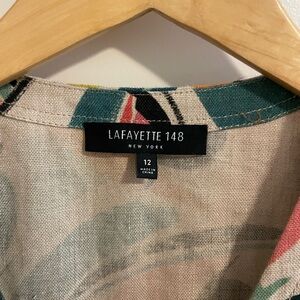 LAFAYETTE 148
NEW YORK
12
MADE IN
CHINA